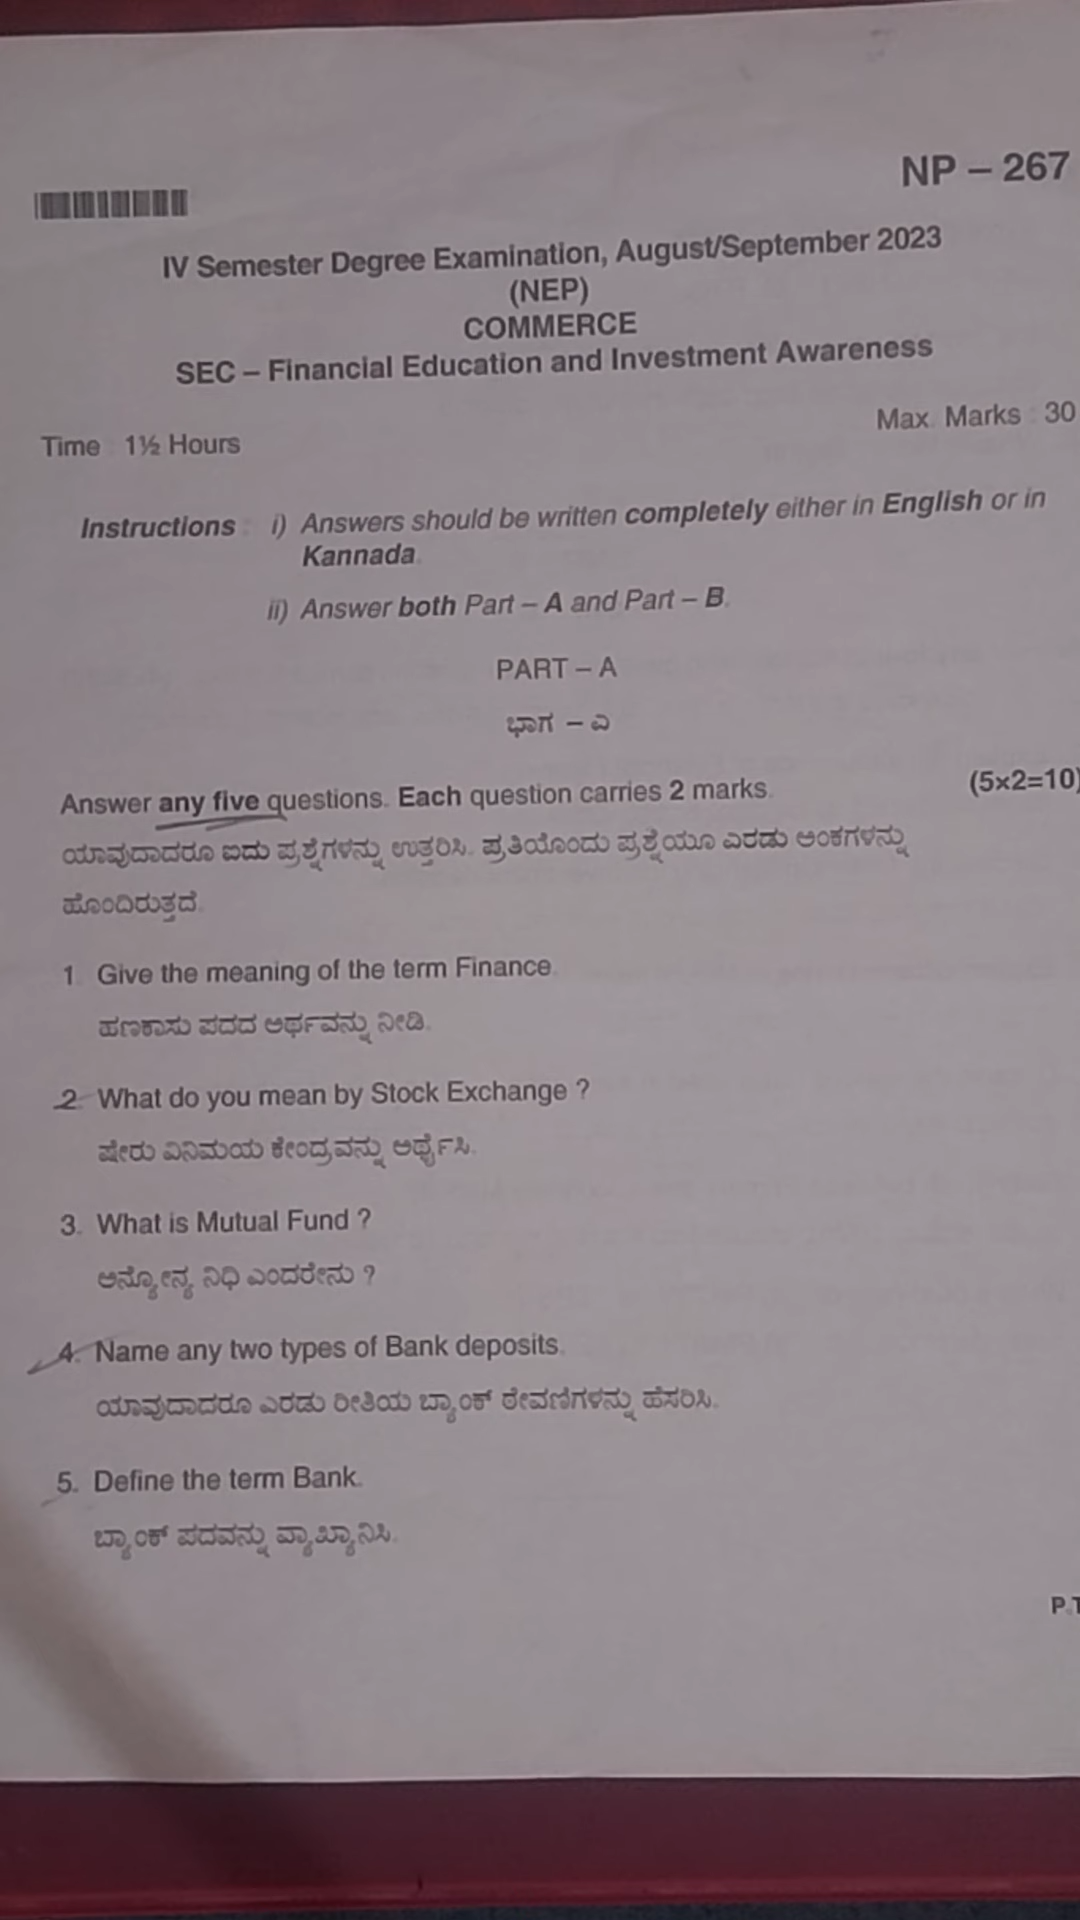 NP – 267
IV Semester Degree Examination, August/September 2023
(NEP)
COMMERCE
SEC – Financial Education and Investment Awareness
Time : 1½ Hours
Max. Marks : 30
Instructions : i) Answers should be written completely either in English or in
Kannada.
ii) Answer both Part – A and Part – B.
PART – A
ಭಾಗ – ಎ
Answer any five questions. Each question carries 2 marks.
(5×2=10)
ಯಾವುದಾದರೂ ಐದು ಪ್ರಶ್ನೆಗಳನ್ನು ಉತ್ತರಿಸಿ. ಪ್ರತಿಯೊಂದು ಪ್ರಶ್ನೆಯೂ ಎರಡು ಅಂಕಗಳನ್ನು
ಹೊಂದಿರುತ್ತದೆ.
1. Give the meaning of the term Finance.
ಹಣಕಾಸು ಪದದ ಅರ್ಥವನ್ನು ನೀಡಿ.
2. What do you mean by Stock Exchange ?
ಷೇರು ವಿನಿಮಯ ಕೇಂದ್ರವನ್ನು ಅರ್ಥೈಸಿ.
3. What is Mutual Fund ?
ಅನ್ಯೋನ್ಯ ನಿಧಿ ಎಂದರೇನು ?
4. Name any two types of Bank deposits.
ಯಾವುದಾದರೂ ಎರಡು ರೀತಿಯ ಬ್ಯಾಂಕ್ ಠೇವಣಿಗಳನ್ನು ಹೆಸರಿಸಿ.
5. Define the term Bank.
ಬ್ಯಾಂಕ್ ಪದವನ್ನು ವ್ಯಾಖ್ಯಾನಿಸಿ.
P.T